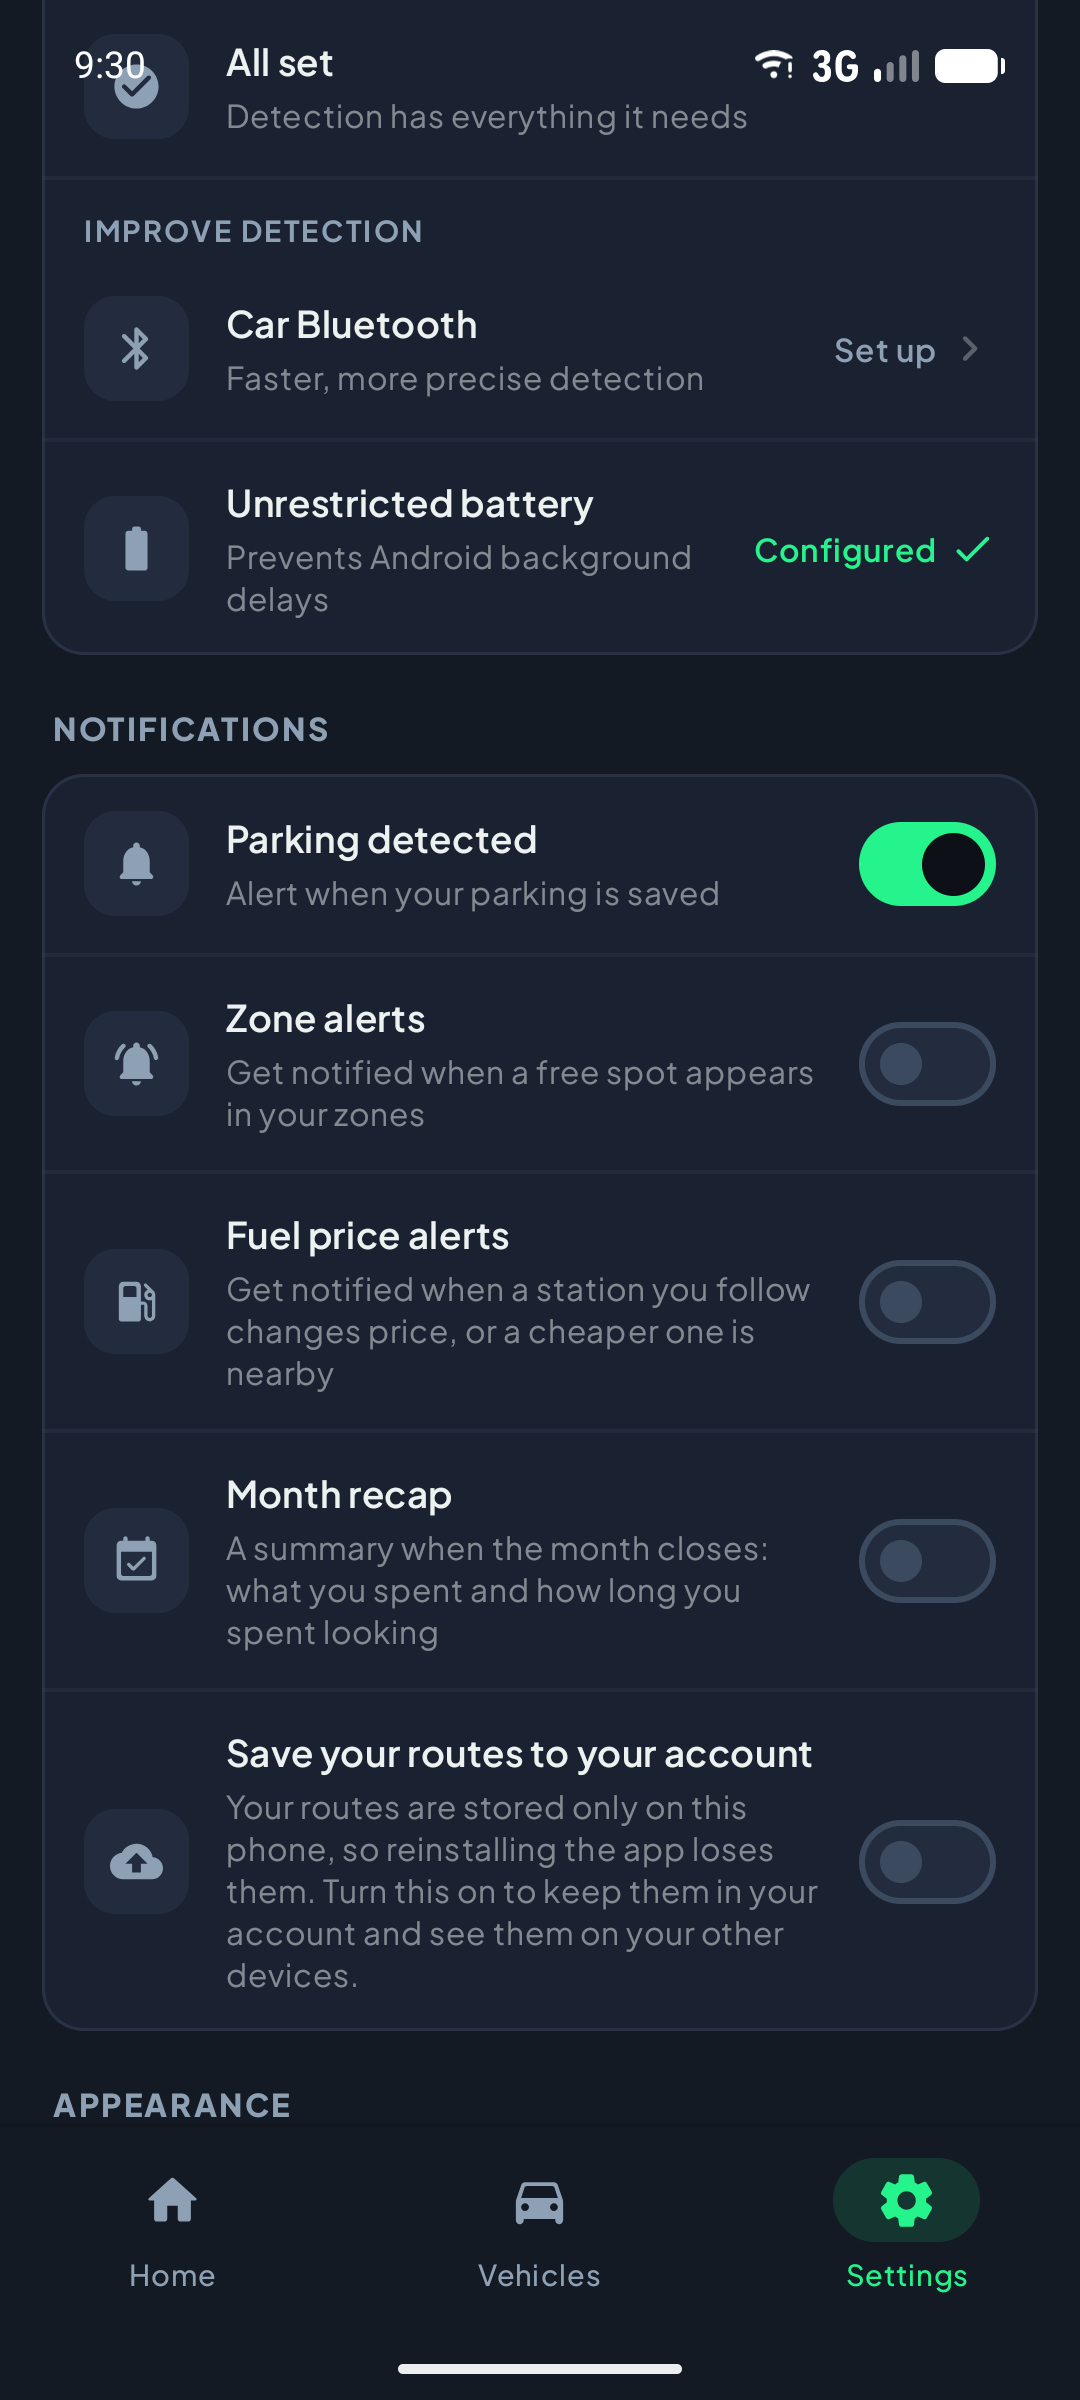 9:30
3G
All set
Detection has everything it needs
IMPROVE DETECTION
Car Bluetooth
Faster, more precise detection
Set up
Unrestricted battery
Prevents Android background
delays
Configured
NOTIFICATIONS
Parking detected
Alert when your parking is saved
Zone alerts
Get notified when a free spot appears
in your zones
Fuel price alerts
Get notified when a station you follow
changes price, or a cheaper one is
nearby
Month recap
A summary when the month closes:
what you spent and how long you
spent looking
Save your routes to your account
Your routes are stored only on this
phone, so reinstalling the app loses
them. Turn this on to keep them in your
account and see them on your other
devices.
APPEARANCE
Home
Vehicles
Settings